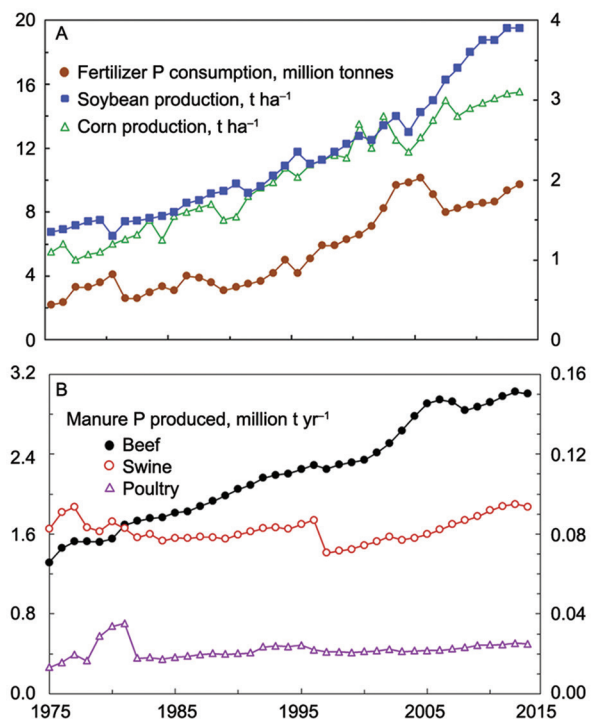 A
Fertilizer P consumption, million tonnes
Soybean production, t ha⁻¹
Corn production, t ha⁻¹
20
16
12
8
4
0
4
3
2
1
0
B
Manure P produced, million t yr⁻¹
Beef
Swine
Poultry
3.2
2.4
1.6
0.8
0.0
0.16
0.12
0.08
0.04
0.00
1975 1985 1995 2005 2015